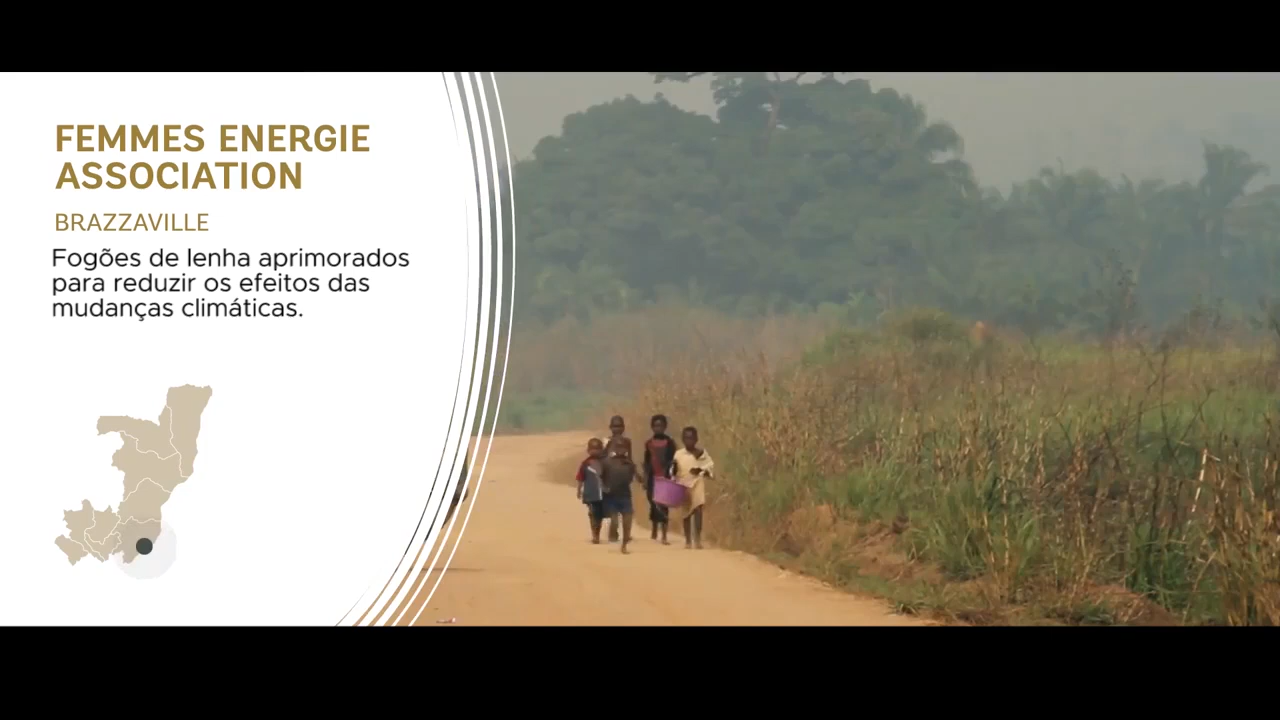 FEMMES ENERGIE
ASSOCIATION
BRAZZAVILLE
Fogões de lenha aprimorados
para reduzir os efeitos das
mudanças climáticas.